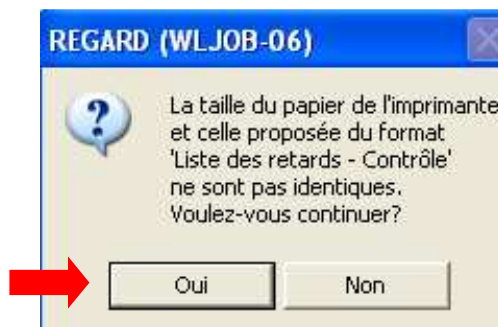 REGARD (WLJOB-06)
La taille du papier de l'imprimante
et celle proposée du format
'Liste des retards - Contrôle'
ne sont pas identiques.
Voulez-vous continuer?
Oui
Non